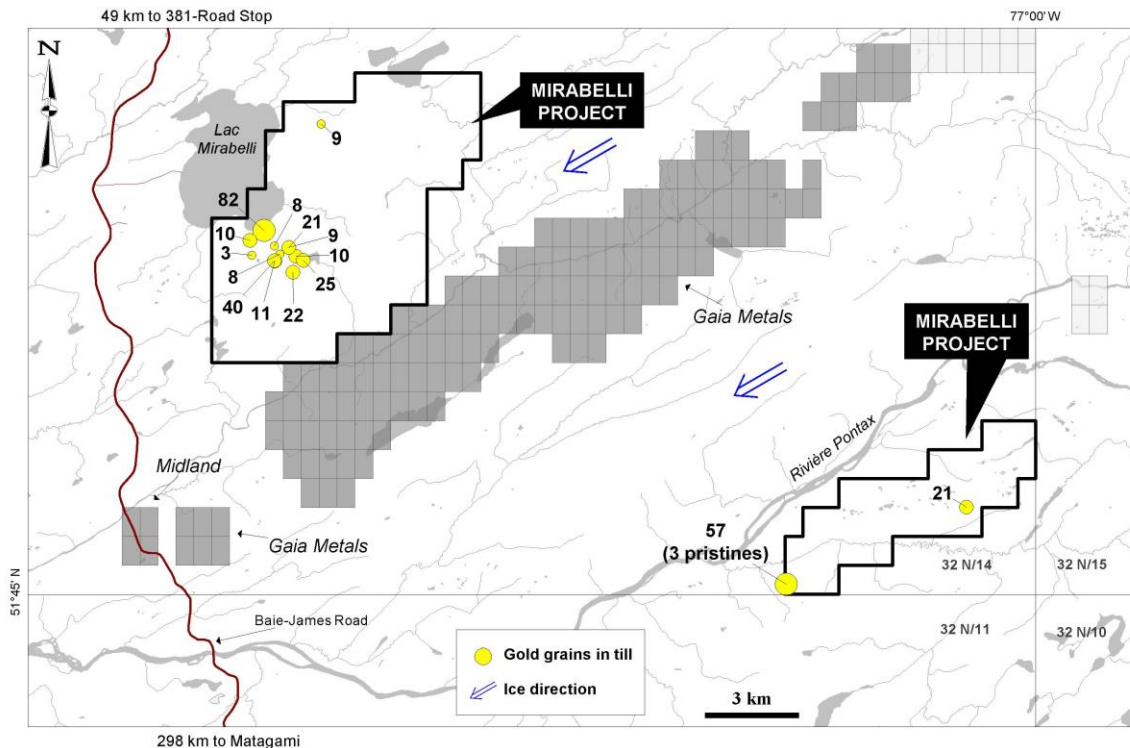 49 km to 381-Road Stop
77°00' W
N
MIRABELLI
PROJECT
Lac
Mirabelli
9
82
8
21
10
9
3
10
8
25
40
11
22
Gaia Metals
MIRABELLI
PROJECT
Rivière Pontax
Midland
21
57
(3 pristines)
Gaia Metals
32 N/14
32 N/15
51°45' N
Baie-James Road
32 N/11
32 N/10
Gold grains in till
Ice direction
3 km
298 km to Matagami